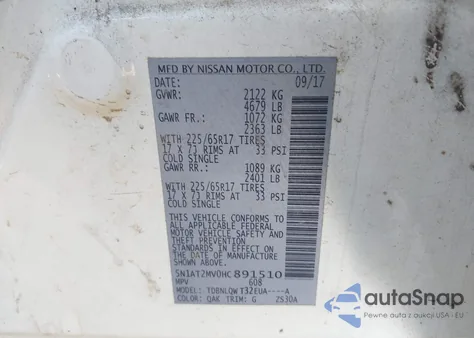 MFD BY NISSAN MOTOR CO., LTD.
DATE: 09/17
GVWR: 2122 KG
4679 LB
GAWR FR.: 1072 KG
2363 LB
WITH 225/65R17 TIRES
17 X 7J RIMS AT 33 PSI
COLD SINGLE
GAWR RR.: 1089 KG
2401 LB
WITH 225/65R17 TIRES
17 X 7J RIMS AT 33 PSI
COLD SINGLE
THIS VEHICLE CONFORMS TO
ALL APPLICABLE FEDERAL
MOTOR VEHICLE SAFETY AND
STANDARDS IN EFFECT ON
THE DATE OF MANUFACTURE
SHOWN ABOVE.
5N1AT2MV0HC891510
MPV 608
MODEL: TDBNLQW T32EUA----A
COLOR: QAK TRIM: G ZS30A
autoSnap
Pewne auta z aukcji w USA i Kanadzie